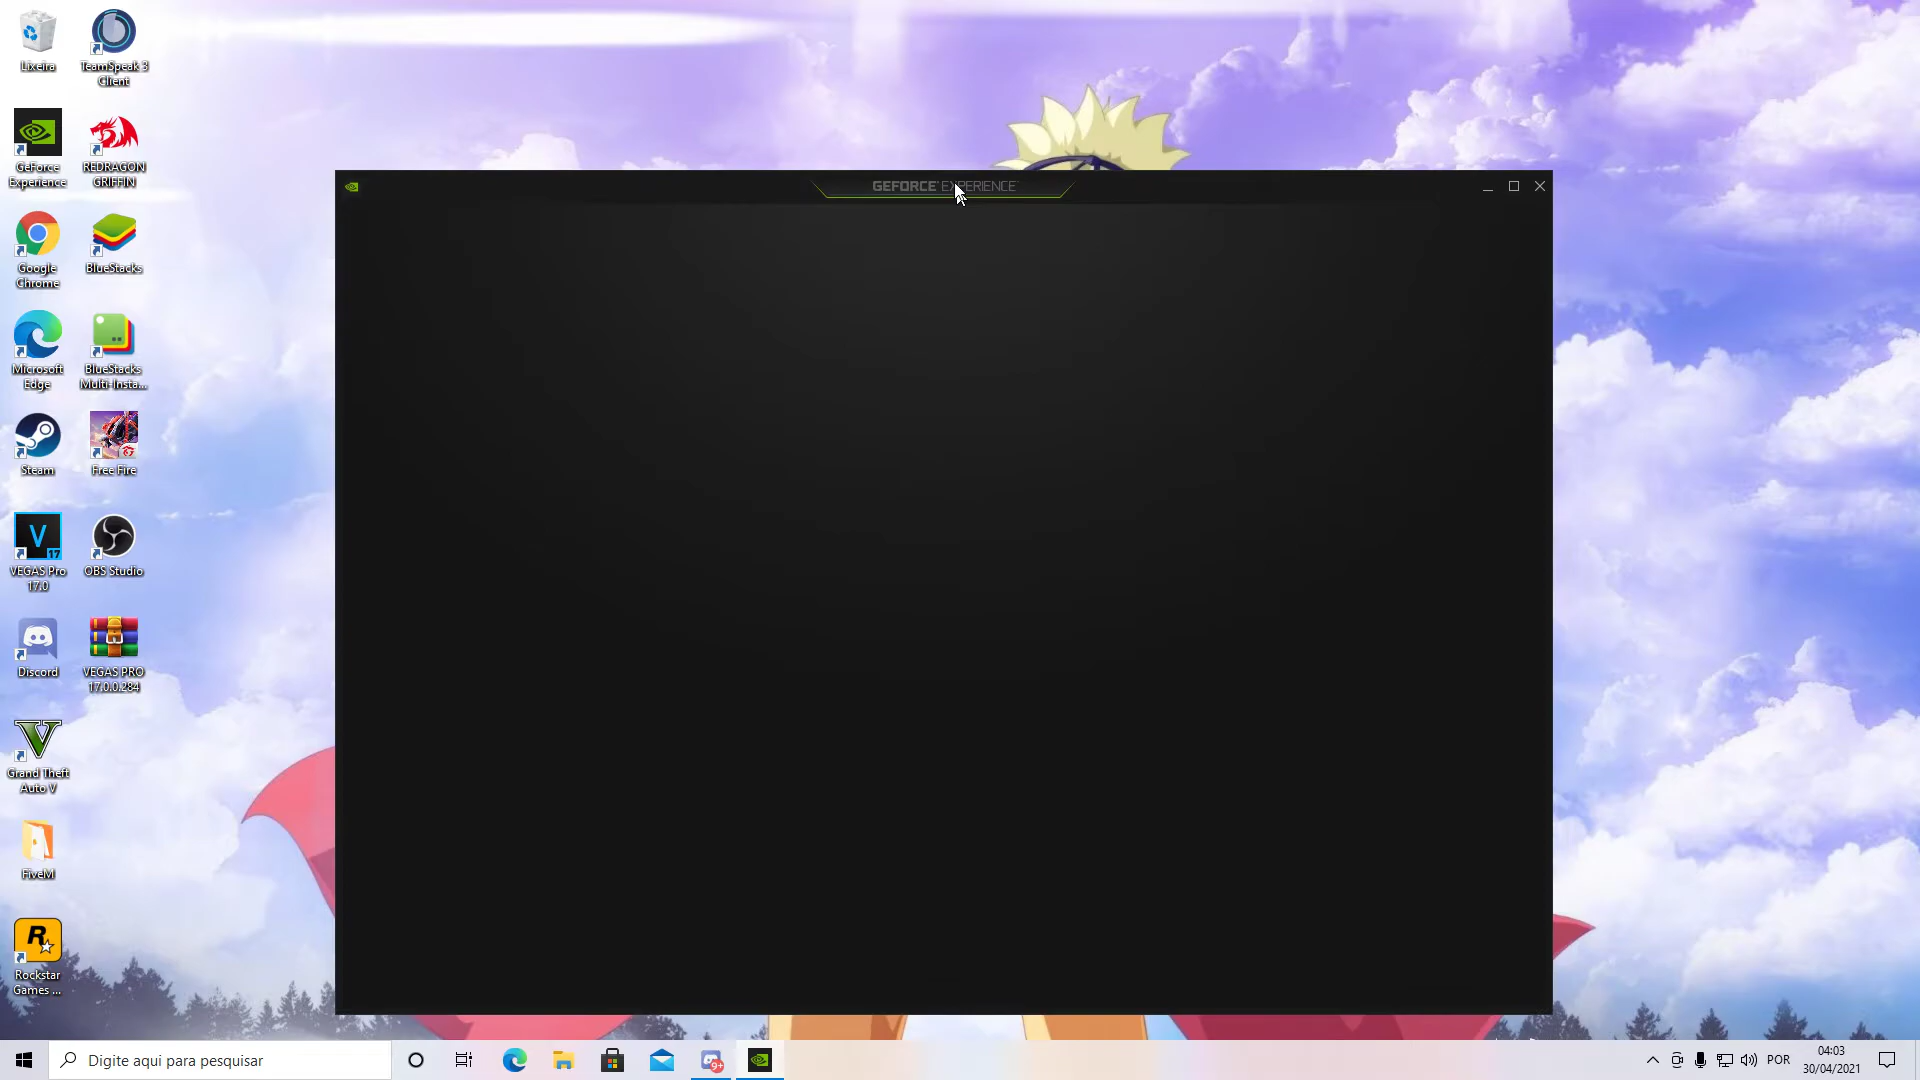 Lixeira
TeamSpeak 3
Client
GeForce
Experience
REDRAGON
GRIFFIN
Google
Chrome
BlueStacks
Microsoft
Edge
BlueStacks
Multi-Insta...
Steam
Free Fire
VEGAS Pro
17.0
OBS Studio
Discord
VEGAS PRO
17.0.0.284
Grand Theft
Auto V
FiveM
Rockstar
Games ...
GEFORCE EXPERIENCE
Digite aqui para pesquisar
9+
POR
04:03
30/04/2021